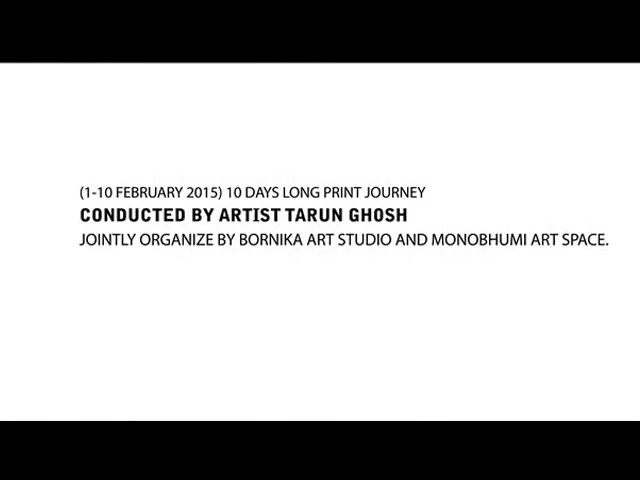 (1-10 FEBRUARY 2015) 10 DAYS LONG PRINT JOURNEY
CONDUCTED BY ARTIST TARUN GHOSH
JOINTLY ORGANIZE BY BORNIKA ART STUDIO AND MONOBHUMI ART SPACE.